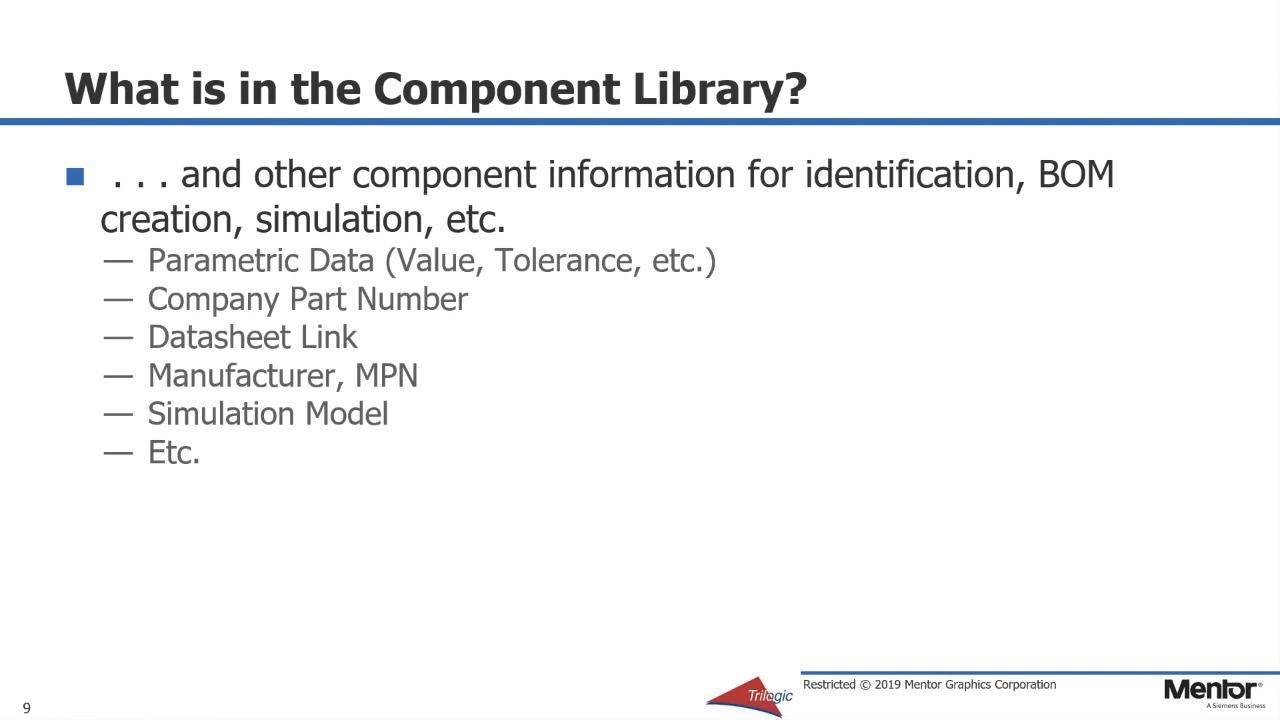 What is in the Component Library?
. . . and other component information for identification, BOM
creation, simulation, etc.
— Parametric Data (Value, Tolerance, etc.)
— Company Part Number
— Datasheet Link
— Manufacturer, MPN
— Simulation Model
— Etc.
9
Trilogic
Restricted © 2019 Mentor Graphics Corporation
Mentor®
A Siemens Business